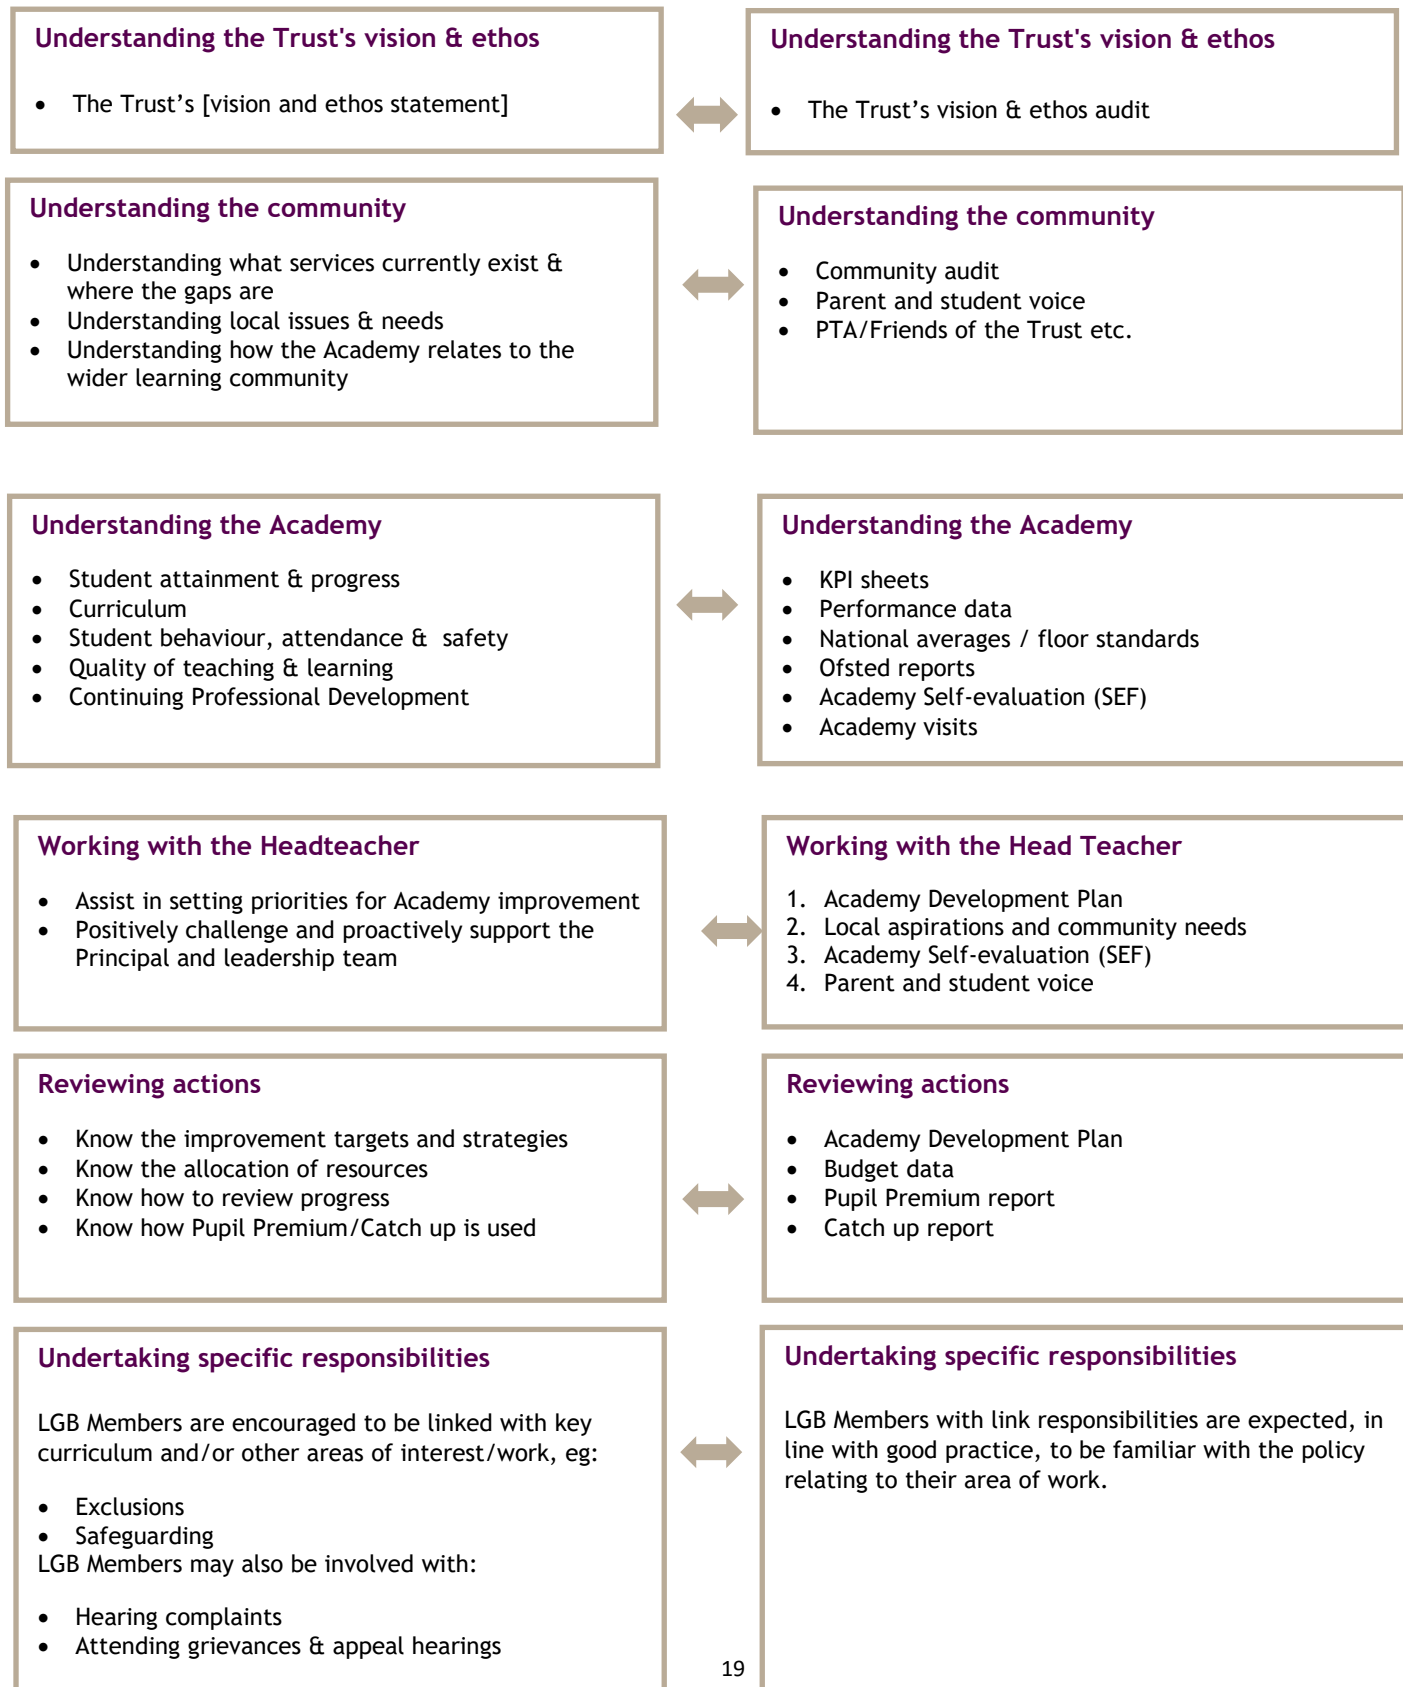 Understanding the Trust's vision & ethos
• The Trust’s [vision and ethos statement]
Understanding the Trust's vision & ethos
• The Trust’s vision & ethos audit
Understanding the community
• Understanding what services currently exist &
where the gaps are
• Understanding local issues & needs
• Understanding how the Academy relates to the
wider learning community
Understanding the community
• Community audit
• Parent and student voice
• PTA/Friends of the Trust etc.
Understanding the Academy
• Student attainment & progress
• Curriculum
• Student behaviour, attendance &  safety
• Quality of teaching & learning
• Continuing Professional Development
Understanding the Academy
• KPI sheets
• Performance data
• National averages / floor standards
• Ofsted reports
• Academy Self-evaluation (SEF)
• Academy visits
Working with the Headteacher
• Assist in setting priorities for Academy improvement
• Positively challenge and proactively support the
Principal and leadership team
Working with the Head Teacher
1. Academy Development Plan
2. Local aspirations and community needs
3. Academy Self-evaluation (SEF)
4. Parent and student voice
Reviewing actions
• Know the improvement targets and strategies
• Know the allocation of resources
• Know how to review progress
• Know how Pupil Premium/Catch up is used
Reviewing actions
• Academy Development Plan
• Budget data
• Pupil Premium report
• Catch up report
Undertaking specific responsibilities
LGB Members are encouraged to be linked with key
curriculum and/or other areas of interest/work, eg:
• Exclusions
• Safeguarding
LGB Members may also be involved with:
• Hearing complaints
• Attending grievances & appeal hearings
Undertaking specific responsibilities
LGB Members with link responsibilities are expected, in
line with good practice, to be familiar with the policy
relating to their area of work.
19